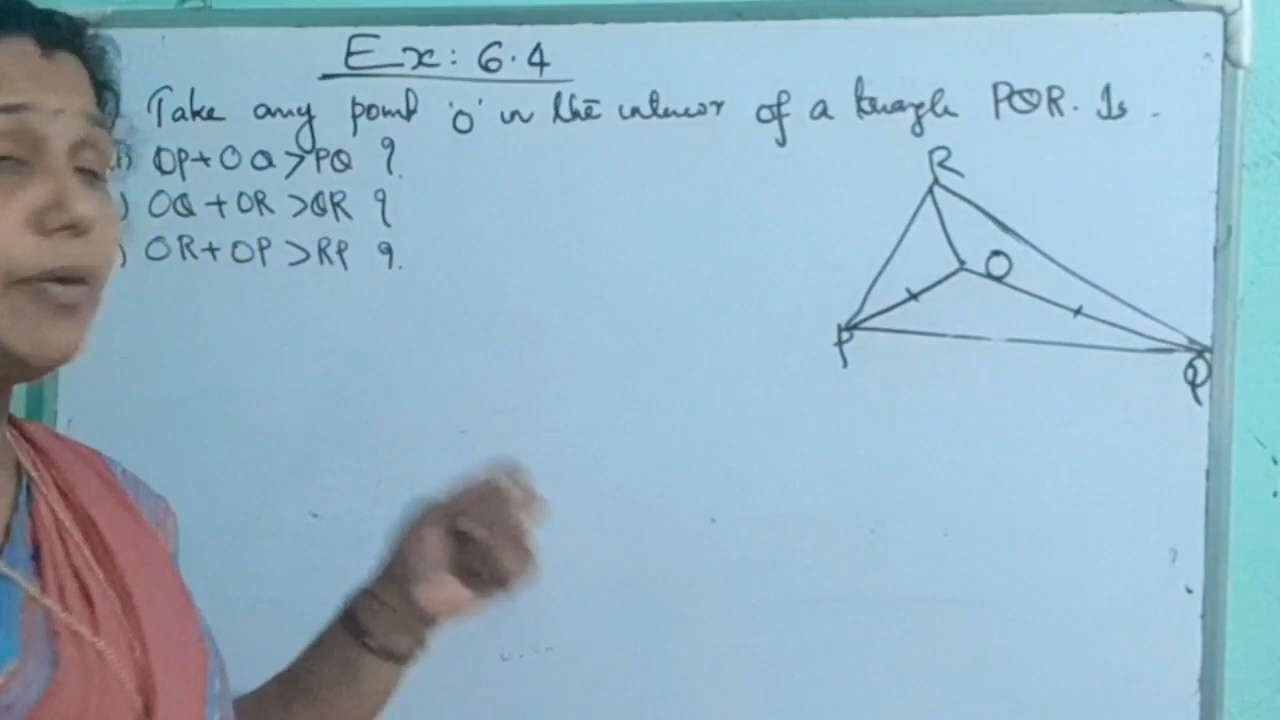 Ex: 6.4
) Take any point 'O' in the interior of a triangle PQR. Is
i) OP+OQ>PQ ?
) OQ+OR>QR ?
) OR+OP>RP ?
R
O
P
Q